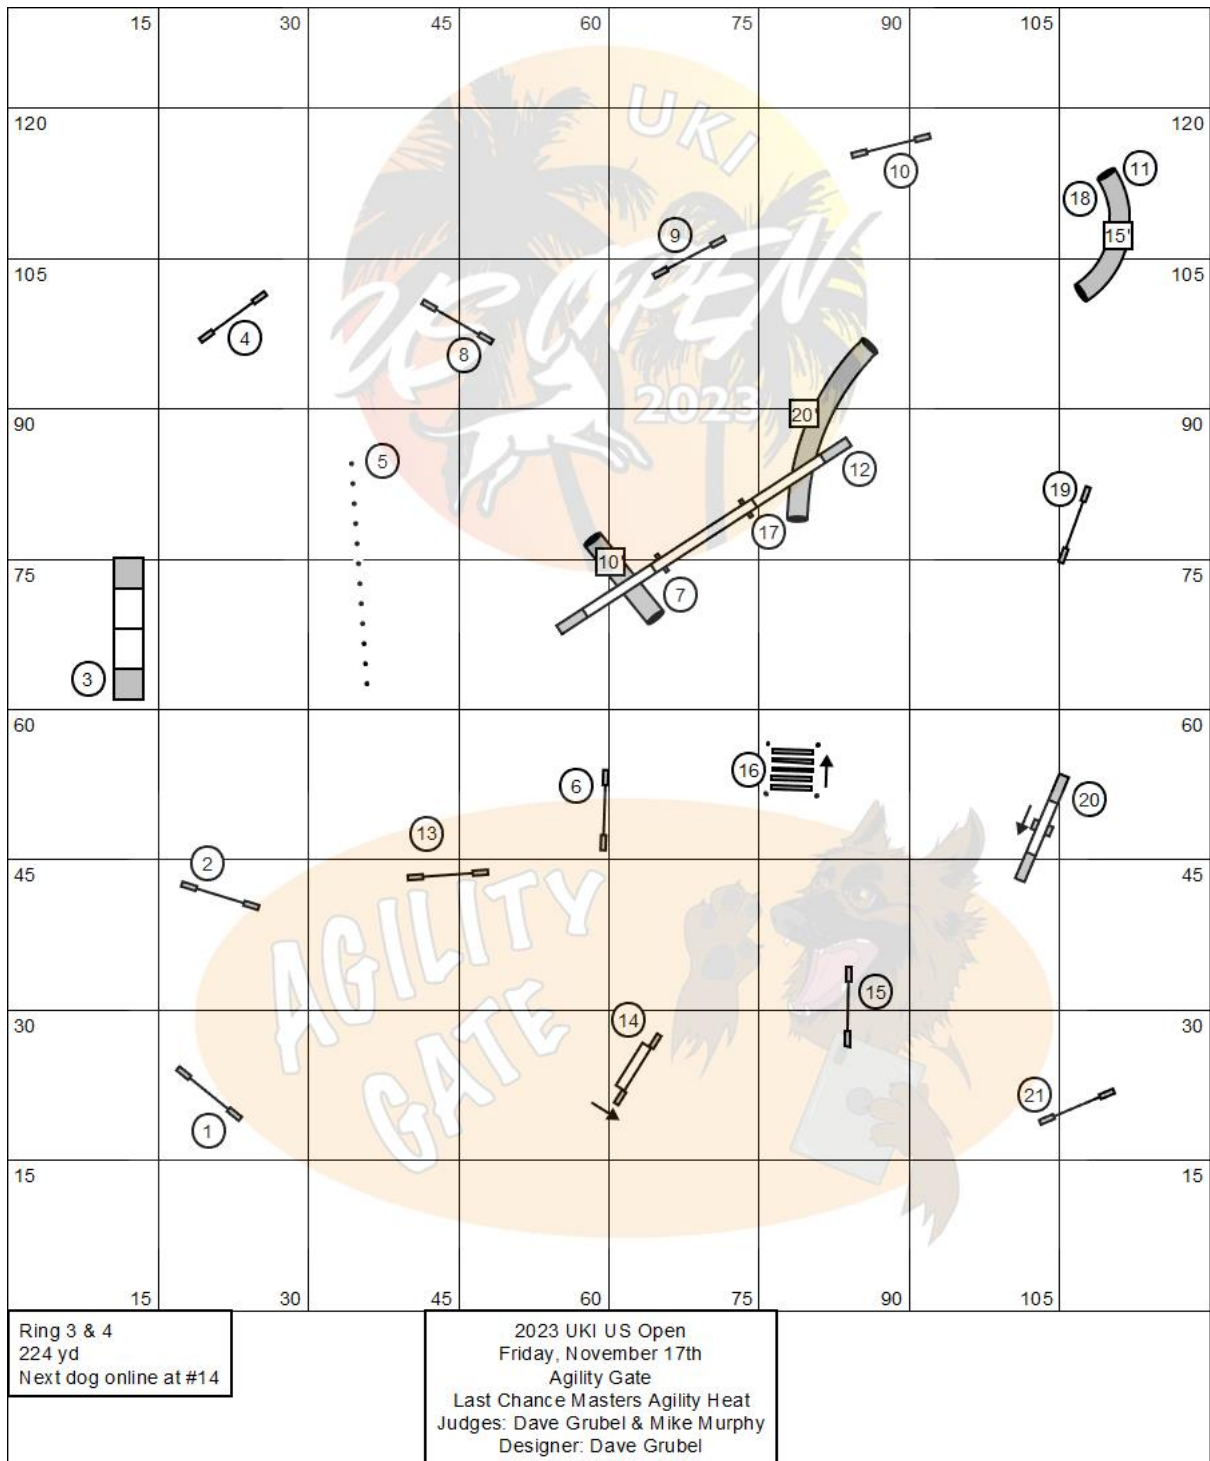 15 30 45 60 75 90 105
UKI
120 120
10
11
18
9
15'
105 105
US OPEN
4
8
2023
20'
90 90
5
12
19
17
10'
75 75
7
3
60 60
16
6
20
13
2
45 45
AGILITY
GATE
15
14
30 30
21
1
15 15
15 30 45 60 75 90 105
Ring 3 & 4
224 yd
Next dog online at #14
2023 UKI US Open
Friday, November 17th
Agility Gate
Last Chance Masters Agility Heat
Judges: Dave Grubel & Mike Murphy
Designer: Dave Grubel